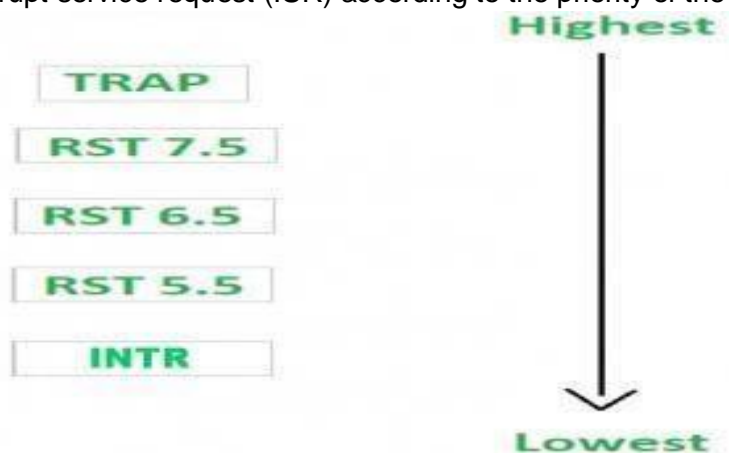 service request (ISR) according to the priority of the
Highest
TRAP
RST 7.5
RST 6.5
RST 5.5
INTR
Lowest